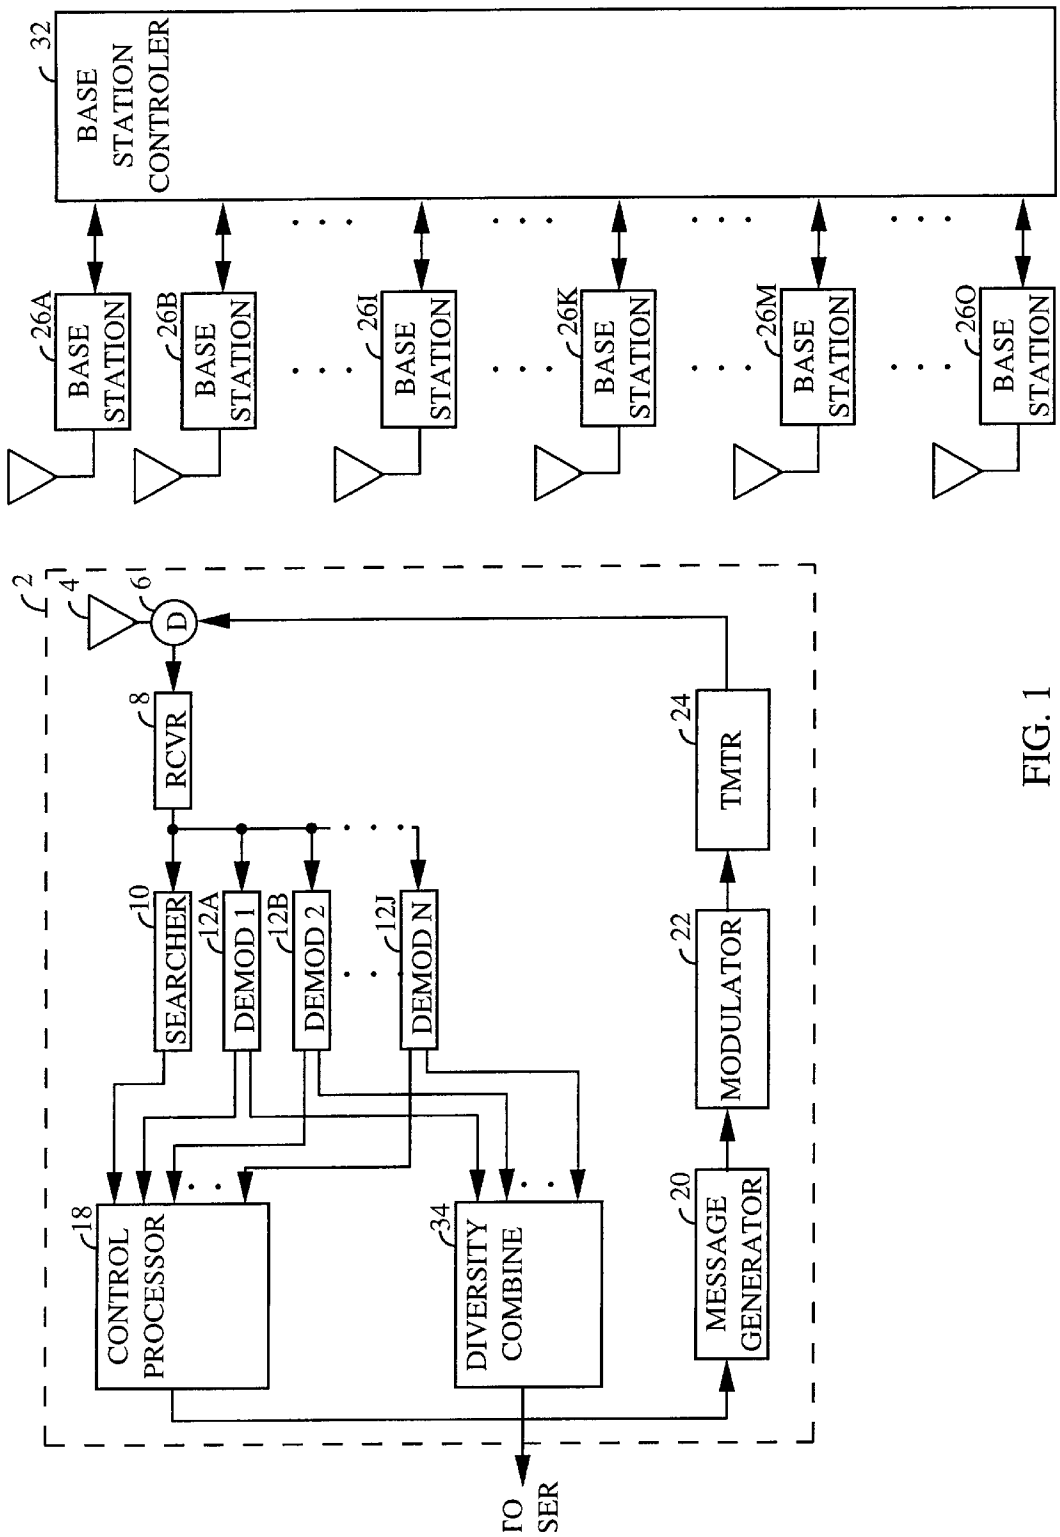 2
4
6
D
8
RCVR
10
SEARCHER
12A
DEMOD 1
12B
DEMOD 2
12J
DEMOD N
18
CONTROL
PROCESSOR
34
DIVERSITY
COMBINE
TO
SER
20
MESSAGE
GENERATOR
22
MODULATOR
24
TMTR
26A
BASE
STATION
26B
BASE
STATION
26I
BASE
STATION
26K
BASE
STATION
26M
BASE
STATION
26O
BASE
STATION
32
BASE
STATION
CONTROLER
FIG. 1